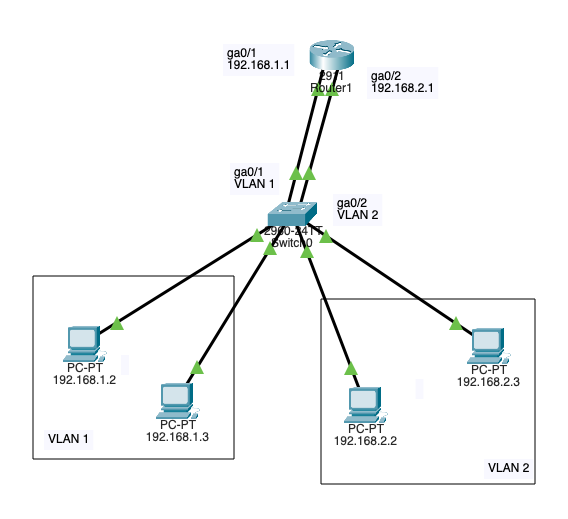 ga0/1
192.168.1.1
2911
Router1
ga0/2
192.168.2.1
ga0/1
VLAN 1
ga0/2
VLAN 2
2960-24TT
Switch0
PC-PT
192.168.1.2
PC-PT
192.168.1.3
VLAN 1
PC-PT
192.168.2.3
PC-PT
192.168.2.2
VLAN 2